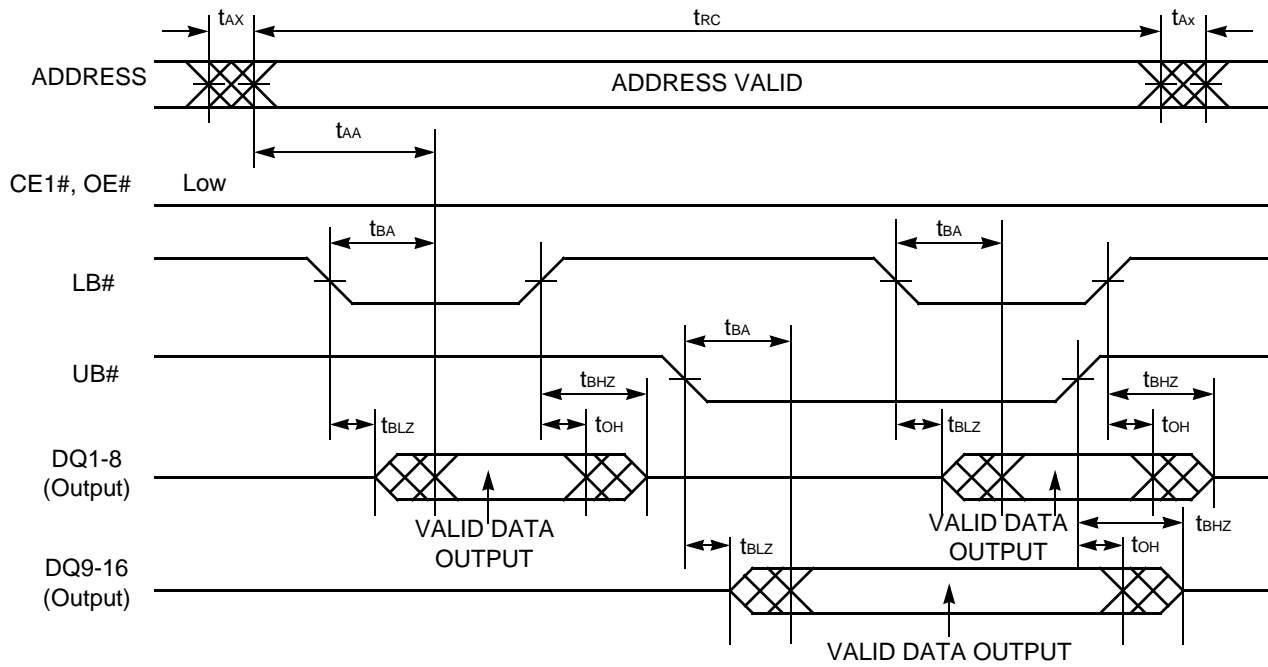 tAX tRC tAx
ADDRESS ADDRESS VALID
tAA
CE1#, OE# Low
tBA tBA
LB#
tBA
UB#
tBHZ tBHZ
tBLZ tOH tBLZ tOH
DQ1-8
(Output)
VALID DATA
OUTPUT
VALID DATA
OUTPUT
tBHZ
tBLZ tOH
DQ9-16
(Output)
VALID DATA OUTPUT